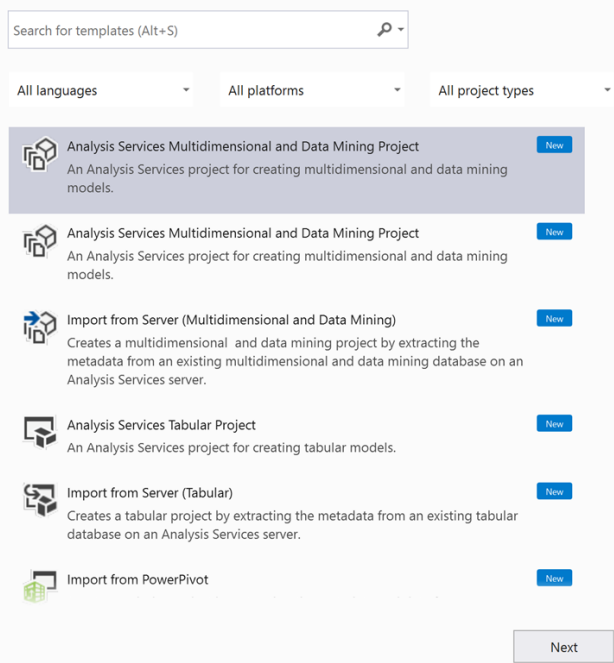 Search for templates (Alt+S)
All languages All platforms All project types
Analysis Services Multidimensional and Data Mining Project New
An Analysis Services project for creating multidimensional and data mining
models.
Analysis Services Multidimensional and Data Mining Project New
An Analysis Services project for creating multidimensional and data mining
models.
Import from Server (Multidimensional and Data Mining) New
Creates a multidimensional and data mining project by extracting the
metadata from an existing multidimensional and data mining database on an
Analysis Services server.
Analysis Services Tabular Project New
An Analysis Services project for creating tabular models.
Import from Server (Tabular) New
Creates a tabular project by extracting the metadata from an existing tabular
database on an Analysis Services server.
Import from PowerPivot New
Next